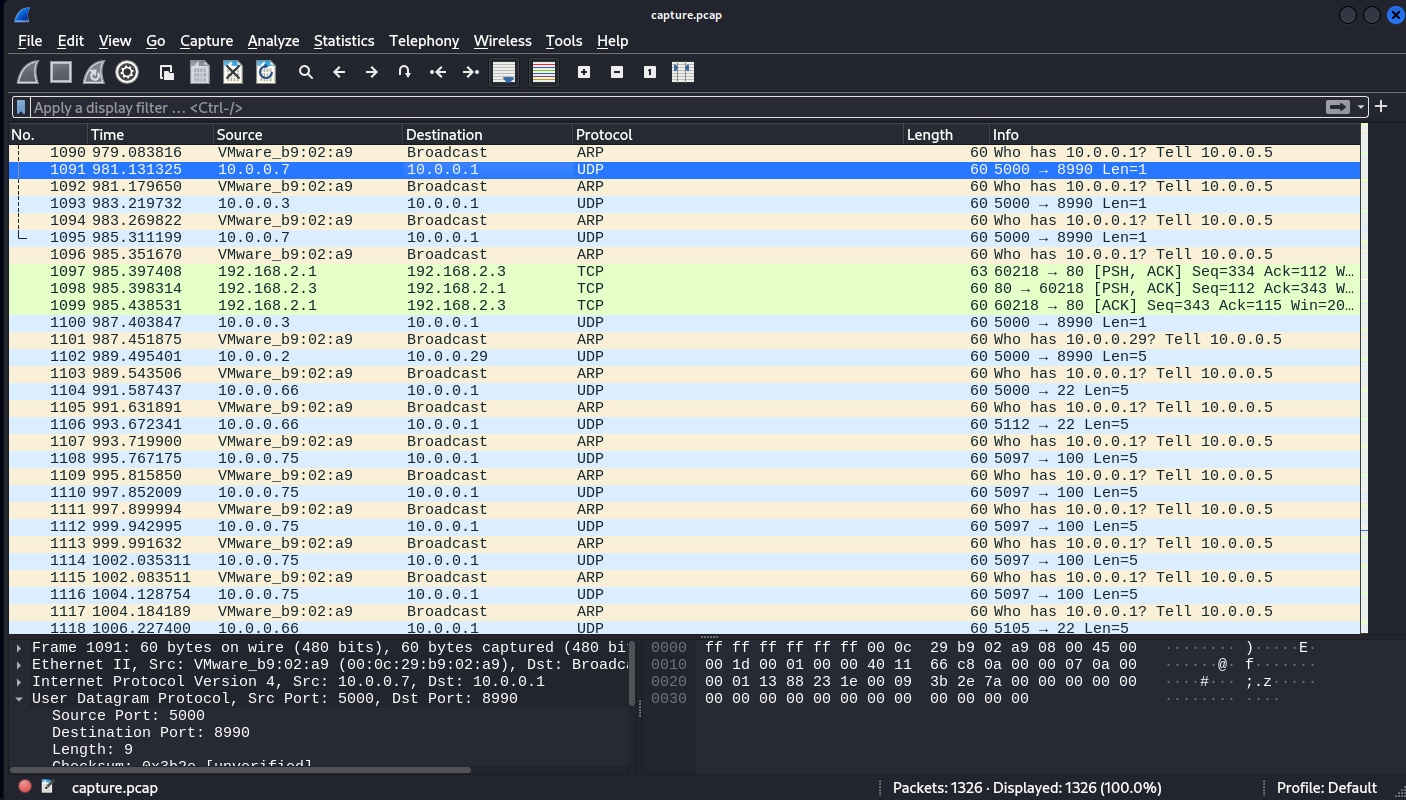 capture.pcap
File Edit View Go Capture Analyze Statistics Telephony Wireless Tools Help
Apply a display filter … <Ctrl-/>
No. Time Source Destination Protocol Length Info
1090 979.083816 VMware_b9:02:a9 Broadcast ARP 60 Who has 10.0.0.1? Tell 10.0.0.5
1091 981.131325 10.0.0.7 10.0.0.1 UDP 60 5000 → 8990 Len=1
1092 981.179650 VMware_b9:02:a9 Broadcast ARP 60 Who has 10.0.0.1? Tell 10.0.0.5
1093 983.219732 10.0.0.3 10.0.0.1 UDP 60 5000 → 8990 Len=1
1094 983.269822 VMware_b9:02:a9 Broadcast ARP 60 Who has 10.0.0.1? Tell 10.0.0.5
1095 985.311199 10.0.0.7 10.0.0.1 UDP 60 5000 → 8990 Len=1
1096 985.351670 VMware_b9:02:a9 Broadcast ARP 60 Who has 10.0.0.1? Tell 10.0.0.5
1097 985.397408 192.168.2.1 192.168.2.3 TCP 63 60218 → 80 [PSH, ACK] Seq=334 Ack=112 W…
1098 985.398314 192.168.2.3 192.168.2.1 TCP 60 80 → 60218 [PSH, ACK] Seq=112 Ack=343 W…
1099 985.438531 192.168.2.1 192.168.2.3 TCP 60 60218 → 80 [ACK] Seq=343 Ack=115 Win=20…
1100 987.403847 10.0.0.3 10.0.0.1 UDP 60 5000 → 8990 Len=1
1101 987.451875 VMware_b9:02:a9 Broadcast ARP 60 Who has 10.0.0.29? Tell 10.0.0.5
1102 989.495401 10.0.0.2 10.0.0.29 UDP 60 5000 → 8990 Len=5
1103 989.543506 VMware_b9:02:a9 Broadcast ARP 60 Who has 10.0.0.1? Tell 10.0.0.5
1104 991.587437 10.0.0.66 10.0.0.1 UDP 60 5000 → 22 Len=5
1105 991.631891 VMware_b9:02:a9 Broadcast ARP 60 Who has 10.0.0.1? Tell 10.0.0.5
1106 993.672341 10.0.0.66 10.0.0.1 UDP 60 5112 → 22 Len=5
1107 993.719900 VMware_b9:02:a9 Broadcast ARP 60 Who has 10.0.0.1? Tell 10.0.0.5
1108 995.767175 10.0.0.75 10.0.0.1 UDP 60 5097 → 100 Len=5
1109 995.815850 VMware_b9:02:a9 Broadcast ARP 60 Who has 10.0.0.1? Tell 10.0.0.5
1110 997.852009 10.0.0.75 10.0.0.1 UDP 60 5097 → 100 Len=5
1111 997.899994 VMware_b9:02:a9 Broadcast ARP 60 Who has 10.0.0.1? Tell 10.0.0.5
1112 999.942995 10.0.0.75 10.0.0.1 UDP 60 5097 → 100 Len=5
1113 999.991632 VMware_b9:02:a9 Broadcast ARP 60 Who has 10.0.0.1? Tell 10.0.0.5
1114 1002.035311 10.0.0.75 10.0.0.1 UDP 60 5097 → 100 Len=5
1115 1002.083511 VMware_b9:02:a9 Broadcast ARP 60 Who has 10.0.0.1? Tell 10.0.0.5
1116 1004.128754 10.0.0.75 10.0.0.1 UDP 60 5097 → 100 Len=5
1117 1004.184189 VMware_b9:02:a9 Broadcast ARP 60 Who has 10.0.0.1? Tell 10.0.0.5
1118 1006.227400 10.0.0.66 10.0.0.1 UDP 60 5105 → 22 Len=5
Frame 1091: 60 bytes on wire (480 bits), 60 bytes captured (480 bi
Ethernet II, Src: VMware_b9:02:a9 (00:0c:29:b9:02:a9), Dst: Broadca
Internet Protocol Version 4, Src: 10.0.0.7, Dst: 10.0.0.1
User Datagram Protocol, Src Port: 5000, Dst Port: 8990
Source Port: 5000
Destination Port: 8990
Length: 9
Checksum: 0x3b2e [unverified]
0000 ff ff ff ff ff ff 00 0c 29 b9 02 a9 08 00 45 00 ········ )·····E·
0010 00 1d 00 01 00 00 40 11 66 c8 0a 00 00 07 0a 00 ······@· f·······
0020 00 01 13 88 23 1e 00 09 3b 2e 7a 00 00 00 00 00 ····#··· ;.z·····
0030 00 00 00 00 00 00 00 00 00 00 00 00 ········ ····
capture.pcap
Packets: 1326 · Displayed: 1326 (100.0%)
Profile: Default